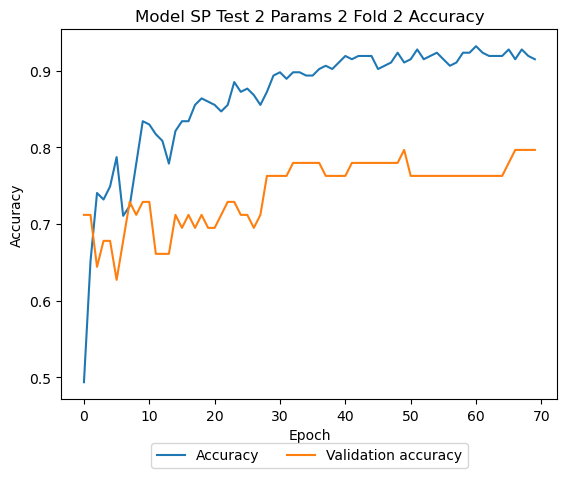 Model SP Test 2 Params 2 Fold 2 Accuracy
Accuracy
0.9
0.8
0.7
0.6
0.5
0 10 20 30 40 50 60 70
Epoch
Accuracy Validation accuracy